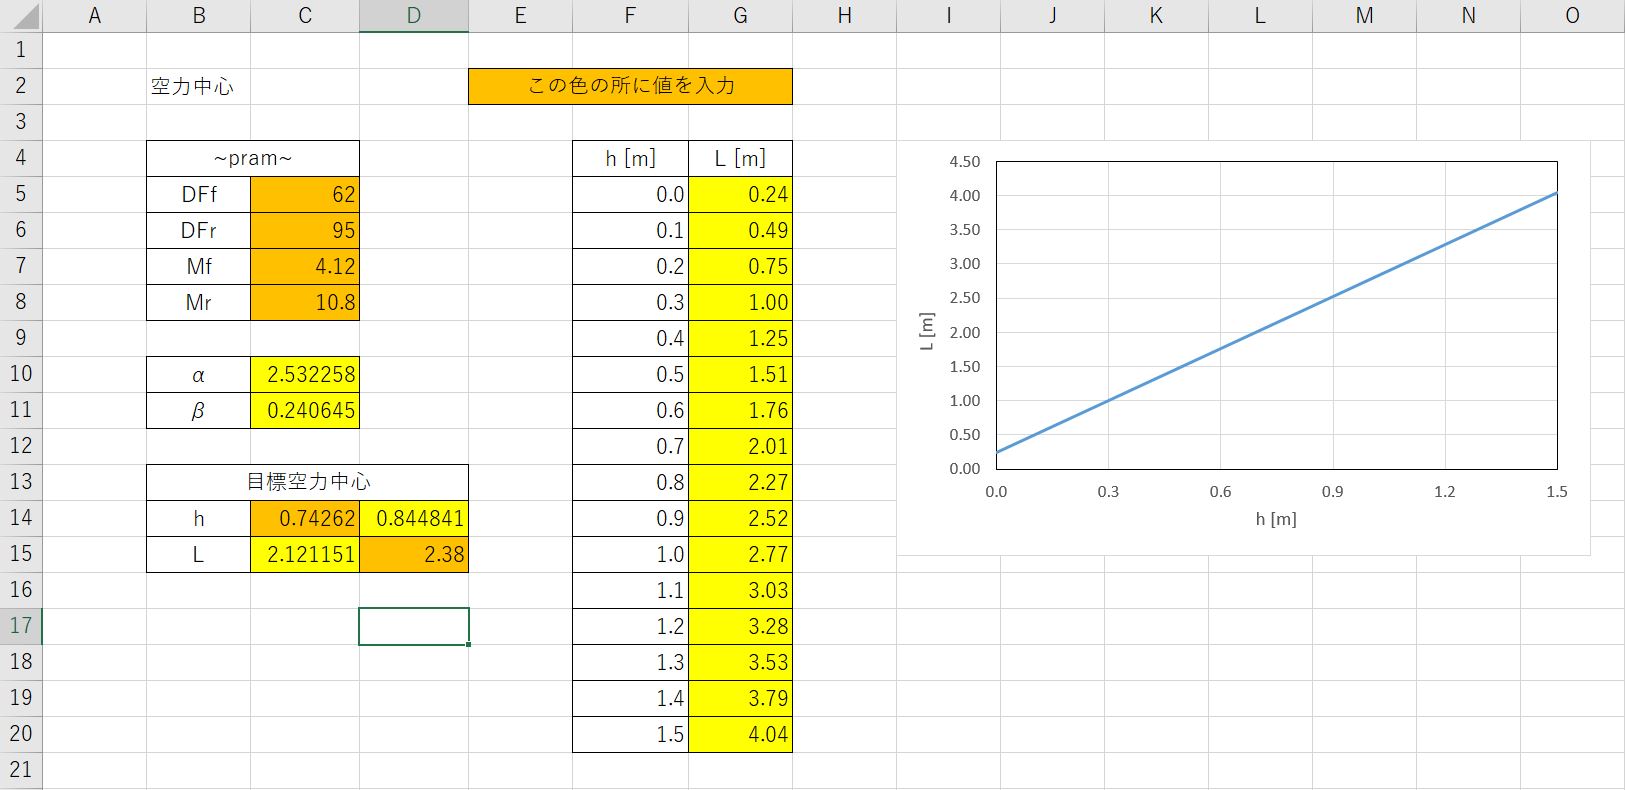 A B C D E F G H I J K L M N O
1
2 空力中心 この色の所に値を入力
3
4 ~pram~ h [m] L [m]
5 DFf 62 0.0 0.24
6 DFr 95 0.1 0.49
7 Mf 4.12 0.2 0.75
8 Mr 10.8 0.3 1.00
9 0.4 1.25
10 α 2.532258 0.5 1.51
11 β 0.240645 0.6 1.76
12 0.7 2.01
13 目標空力中心 0.8 2.27
14 h 0.74262 0.844841 0.9 2.52
15 L 2.121151 2.38 1.0 2.77
16 1.1 3.03
17 1.2 3.28
18 1.3 3.53
19 1.4 3.79
20 1.5 4.04
21
4.50
4.00
3.50
3.00
2.50
2.00
1.50
1.00
0.50
0.00
L [m]
0.0 0.3 0.6 0.9 1.2 1.5
h [m]